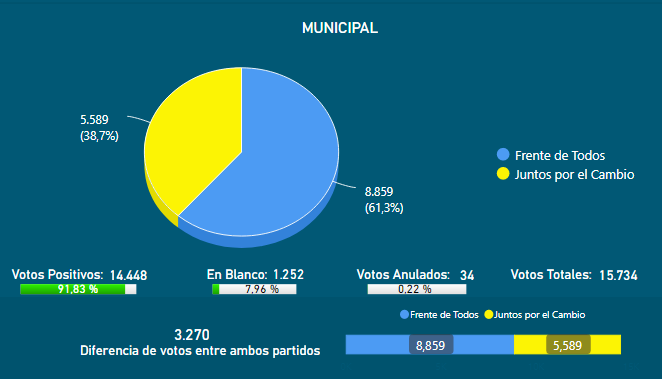 MUNICIPAL
5.589
(38,7%)
Frente de Todos
Juntos por el Cambio
8.859
(61,3%)
Votos Positivos: 14.448
91,83 %
En Blanco: 1.252
7,96 %
Votos Anulados: 34
0.22 %
Votos Totales: 15.734
Frente de Todos Juntos por el Cambio
3.270
Diferencia de votos entre ambos partidos
8,859 5,589